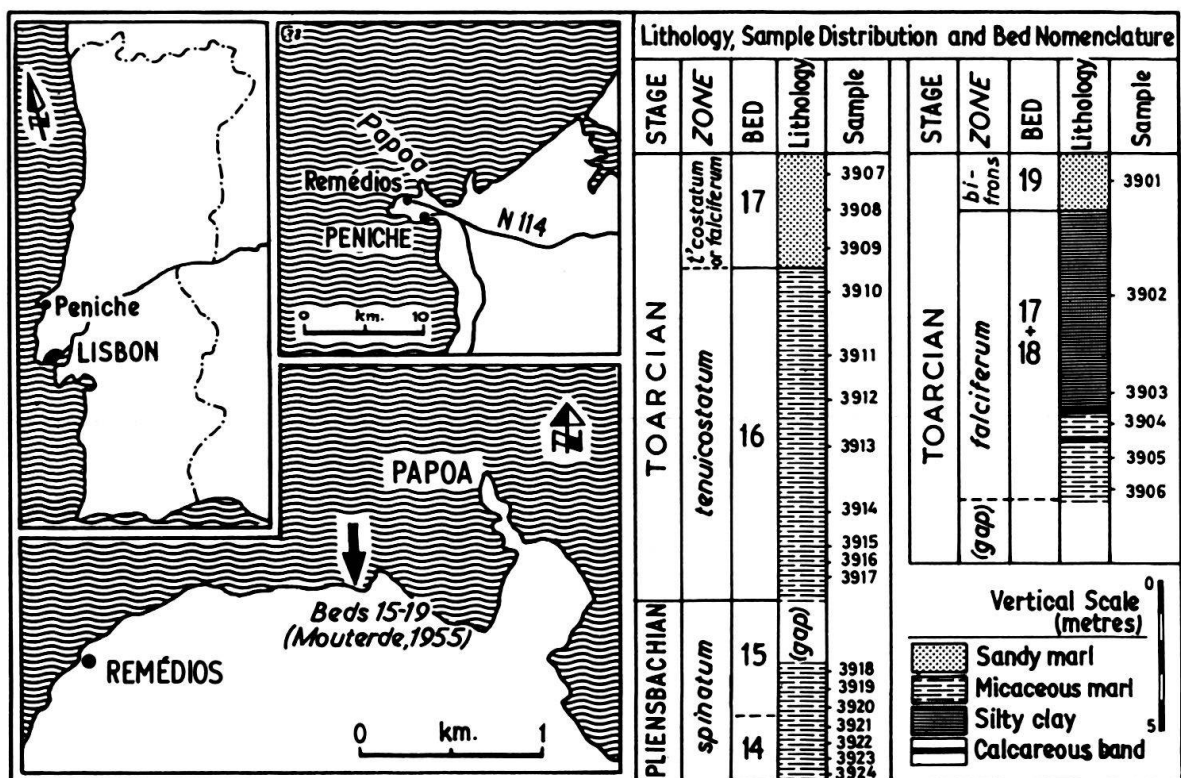 N
Peniche
LISBON
Papoa
Remédios
PENICHE
N 114
0 km. 10
N
PAPOA
Beds 15-19
(Mouterde, 1955)
REMÉDIOS
0 km. 1
Lithology, Sample Distribution and Bed Nomenclature
STAGE ZONE BED Lithology Sample
TOARCIAN
t'costatum
or falciferum
17
3907
3908
3909
tenuicostatum
16
3910
3911
3912
3913
3914
3915
3916
3917
PLIENSBACHIAN
spinatum
15
(gap)
3918
3919
3920
14
3921
3922
3923
3924
STAGE ZONE BED Lithology Sample
TOARCIAN
bi-
frons
19
3901
falciferum
17
+
18
3902
3903
3904
3905
3906
(gap)
Vertical Scale
(metres)
0
5
Sandy marl
Micaceous marl
Silty clay
Calcareous band